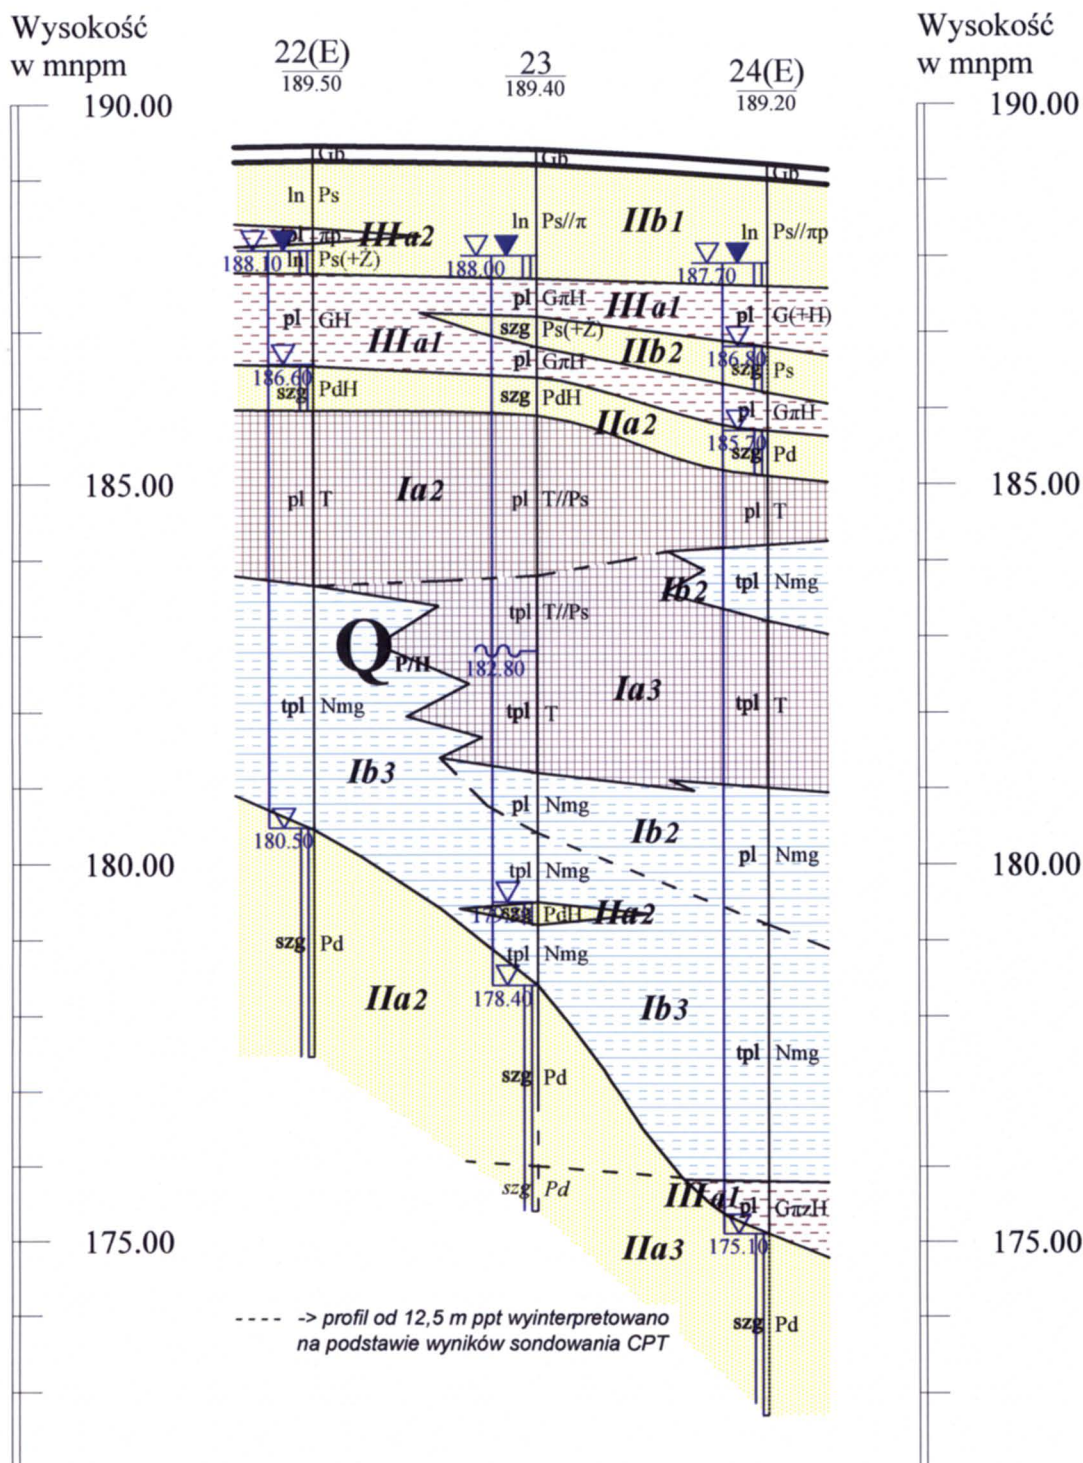 Wysokość
w mnpm
22(E)
189.50
23
189.40
24(E)
189.20
Wysokość
w mnpm
190.00
190.00
Gb
Gb
Gb
ln Ps
ln Ps//π
IIb1
ln Ps//πp
pl πp
IIIa2
188.10
ln Ps(+Ż)
188.00
187.70
pl GπH
IIIa1
pl G(+H)
pl GH
szg Ps(+Ż)
IIIa1
pl GπH
IIb2
186.80
szg Ps
186.60
szg PdH
szg PdH
pl GπH
IIa2
185.70
szg Pd
185.00
185.00
Ia2
pl T
pl T//Ps
pl T
Ib2
tpl Nmg
tpl T//Ps
Q P/H
182.80
Ia3
tpl Nmg
tpl T
tpl T
Ib3
pl Nmg
Ib2
180.50
pl Nmg
180.00
180.00
tpl Nmg
szg PdH
IIa2
szg Pd
tpl Nmg
178.40
IIa2
Ib3
tpl Nmg
szg Pd
szg Pd
IIIa1
pl GπzH
175.00
175.00
IIa3
175.10
---- -> profil od 12,5 m ppt wyinterpretowano
na podstawie wyników sondowania CPT
szg Pd